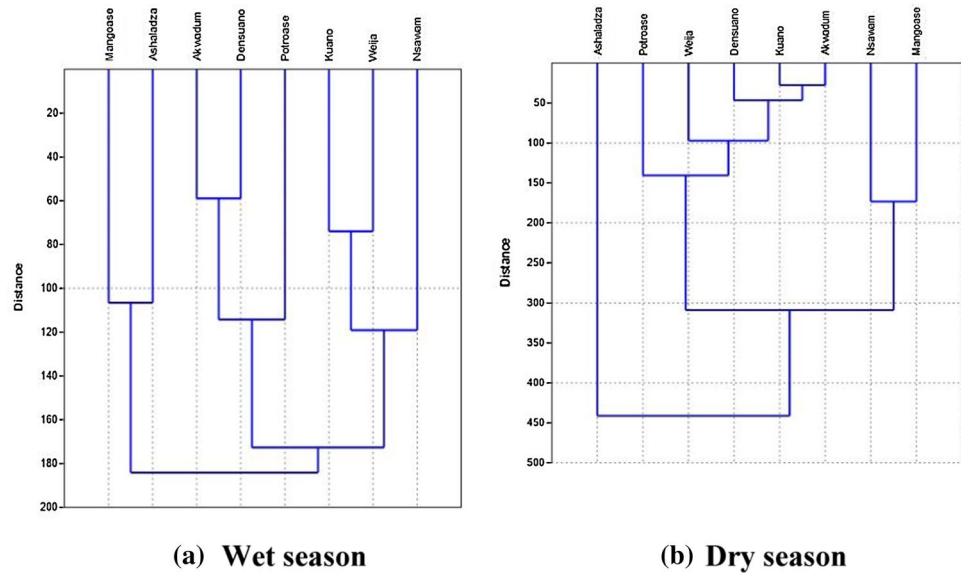 Mangoase
Ashaladza
Akwadum
Densuano
Potroase
Kuano
Weija
Nsawam
20
40
60
80
100
120
140
160
180
200
Distance
(a) Wet season
Ashaladza
Potroase
Weija
Densuano
Kuano
Akwadum
Nsawam
Mangoase
50
100
150
200
250
300
350
400
450
500
Distance
(b) Dry season